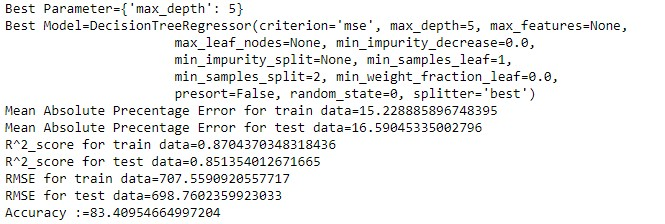 Best Parameter={'max_depth': 5}
Best Model=DecisionTreeRegressor(criterion='mse', max_depth=5, max_features=None,
max_leaf_nodes=None, min_impurity_decrease=0.0,
min_impurity_split=None, min_samples_leaf=1,
min_samples_split=2, min_weight_fraction_leaf=0.0,
presort=False, random_state=0, splitter='best')
Mean Absolute Precentage Error for train data=15.228885896748395
Mean Absolute Precentage Error for test data=16.59045335002796
R^2_score for train data=0.8704370348318436
R^2_score for test data=0.851354012671665
RMSE for train data=707.5590920557717
RMSE for test data=698.7602359923033
Accuracy :=83.40954664997204